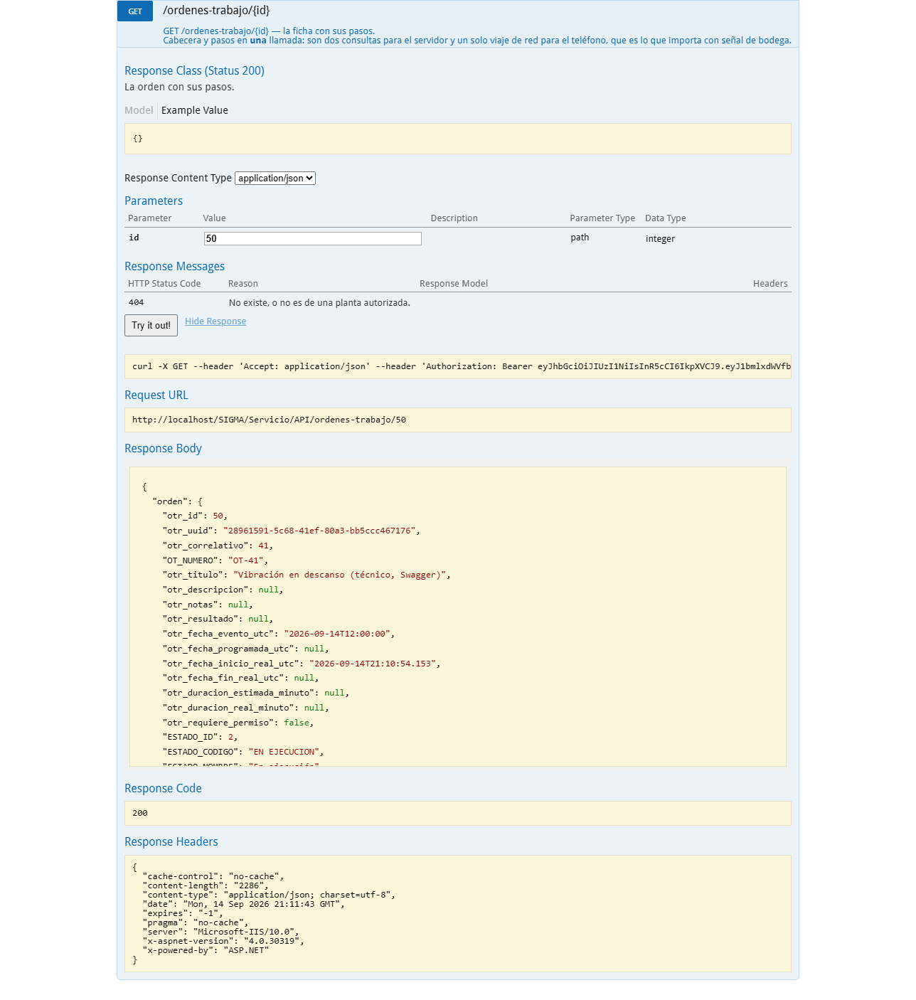 GET /ordenes-trabajo/{id}
GET /ordenes-trabajo/{id} — la ficha con sus pasos.
Cabecera y pasos en una llamada: son dos consultas para el servidor y un solo viaje de red para el teléfono, que es lo que importa con señal de bodega.
Response Class (Status 200)
La orden con sus pasos.
Model Example Value
{}
Response Content Type application/json
Parameters
Parameter Value Description Parameter Type Data Type
id 50 path integer
Response Messages
HTTP Status Code Reason Response Model Headers
404 No existe, o no es de una planta autorizada.
Try it out! Hide Response
curl -X GET --header 'Accept: application/json' --header 'Authorization: Bearer eyJhbGciOiJIUzI1NiIsInR5cCI6IkpXVCJ9.eyJ1bmlxdWVfb
Request URL
http://localhost/SIGMA/Servicio/API/ordenes-trabajo/50
Response Body
{
"orden": {
"otr_id": 50,
"otr_uuid": "28961591-5c68-41ef-80a3-bb5ccc467176",
"otr_correlativo": 41,
"OT_NUMERO": "OT-41",
"otr_titulo": "Vibración en descanso (técnico, Swagger)",
"otr_descripcion": null,
"otr_notas": null,
"otr_resultado": null,
"otr_fecha_evento_utc": "2026-09-14T12:00:00",
"otr_fecha_programada_utc": null,
"otr_fecha_inicio_real_utc": "2026-09-14T21:10:54.153",
"otr_fecha_fin_real_utc": null,
"otr_duracion_estimada_minuto": null,
"otr_duracion_real_minuto": null,
"otr_requiere_permiso": false,
"ESTADO_ID": 2,
"ESTADO_CODIGO": "EN EJECUCION",
"ESTADO_NOMBRE": "En ejecución",
Response Code
200
Response Headers
{
"cache-control": "no-cache",
"content-length": "2286",
"content-type": "application/json; charset=utf-8",
"date": "Mon, 14 Sep 2026 21:11:43 GMT",
"expires": "-1",
"pragma": "no-cache",
"server": "Microsoft-IIS/10.0",
"x-aspnet-version": "4.0.30319",
"x-powered-by": "ASP.NET"
}